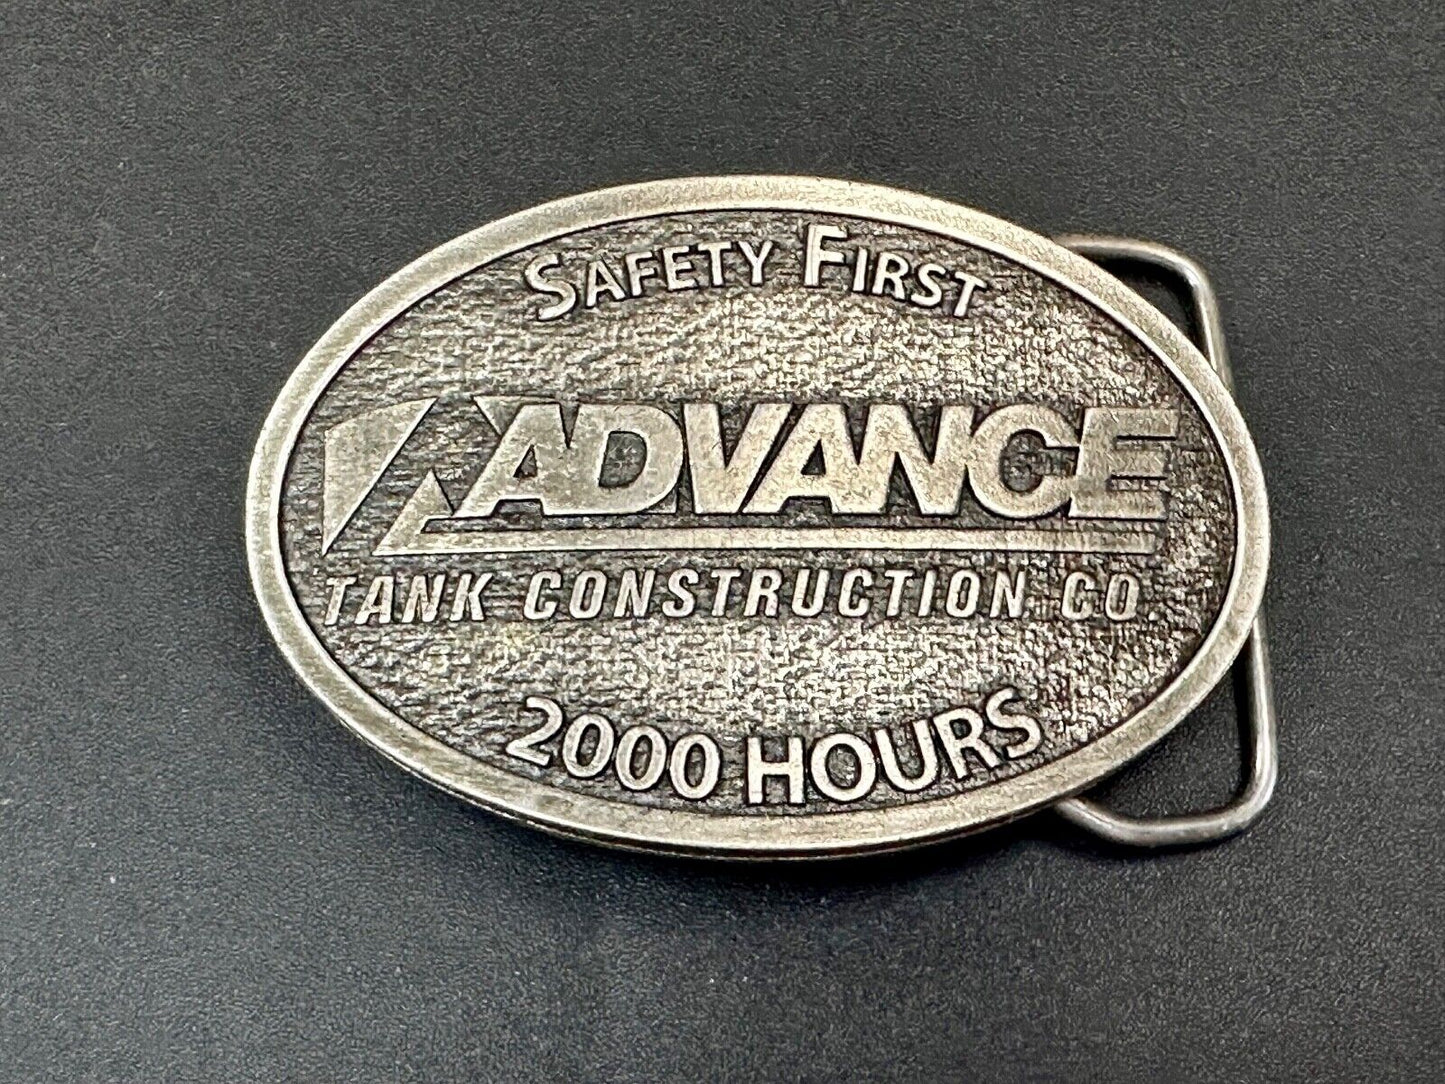 SAFETY FIRST
ADVANCE
TANK CONSTRUCTION CO.
2000 HOURS